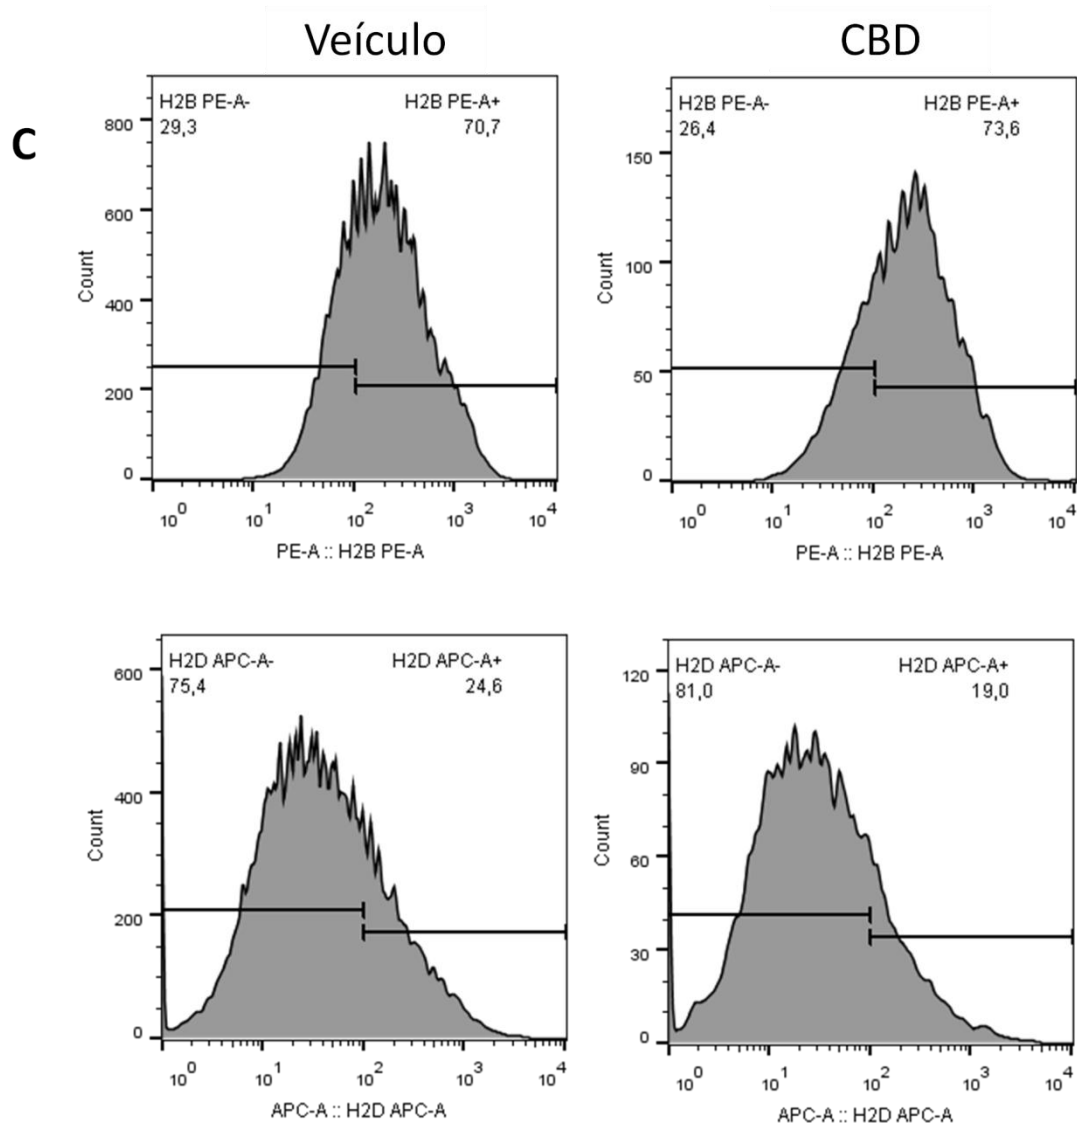 Veículo
CBD
C
H2B PE-A-
29,3
H2B PE-A+
70,7
800
600
400
200
0
Count
10^0 10^1 10^2 10^3 10^4
PE-A :: H2B PE-A
H2B PE-A-
26,4
H2B PE-A+
73,6
150
100
50
0
Count
10^0 10^1 10^2 10^3 10^4
PE-A :: H2B PE-A
H2D APC-A-
75,4
H2D APC-A+
24,6
600
400
200
0
Count
10^0 10^1 10^2 10^3 10^4
APC-A :: H2D APC-A
H2D APC-A-
81,0
H2D APC-A+
19,0
120
90
60
30
0
Count
10^0 10^1 10^2 10^3 10^4
APC-A :: H2D APC-A